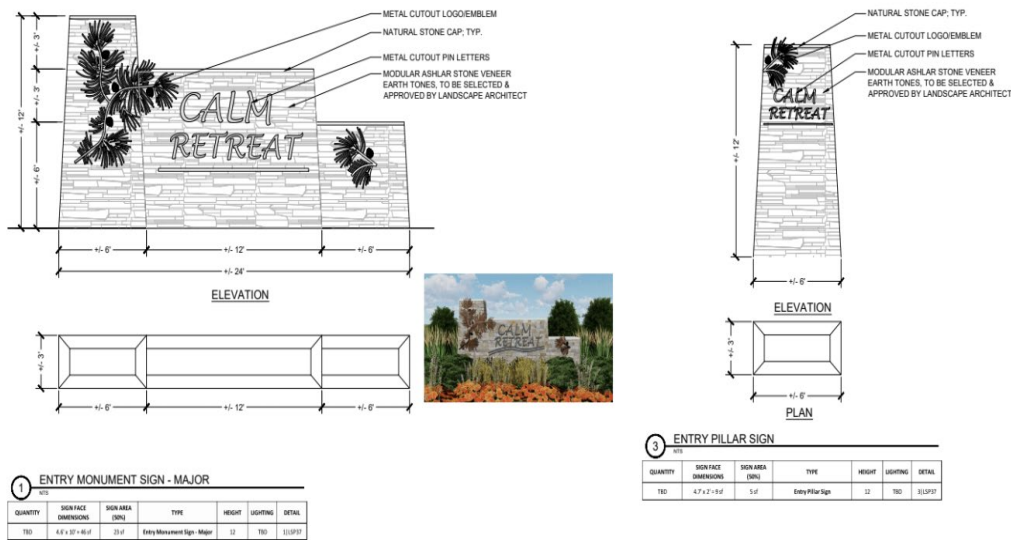 METAL CUTOUT LOGO/EMBLEM
NATURAL STONE CAP; TYP.
METAL CUTOUT PIN LETTERS
MODULAR ASHLAR STONE VENEER
EARTH TONES, TO BE SELECTED &
APPROVED BY LANDSCAPE ARCHITECT
+/- 3'
+/- 3'
+/- 12'
+/- 6'
CALM
RETREAT
+/- 6'
+/- 12'
+/- 6'
+/- 24'
ELEVATION
+/- 3'
+/- 6'
+/- 12'
+/- 6'
CALM
RETREAT
1
ENTRY MONUMENT SIGN - MAJOR
NTS
QUANTITY SIGN FACE DIMENSIONS SIGN AREA (50%) TYPE HEIGHT LIGHTING DETAIL
TBD 4.6' x 10' = 46 sf 23 sf Entry Monument Sign - Major 12 TBD 1|LSP37
NATURAL STONE CAP; TYP.
METAL CUTOUT LOGO/EMBLEM
METAL CUTOUT PIN LETTERS
MODULAR ASHLAR STONE VENEER
EARTH TONES, TO BE SELECTED &
APPROVED BY LANDSCAPE ARCHITECT
CALM
RETREAT
+/- 12'
+/- 6'
ELEVATION
+/- 3'
+/- 6'
PLAN
3
ENTRY PILLAR SIGN
NTS
QUANTITY SIGN FACE DIMENSIONS SIGN AREA (50%) TYPE HEIGHT LIGHTING DETAIL
TBD 4.7' x 2' = 9 sf 5 sf Entry Pillar Sign 12 TBD 3|LSP37